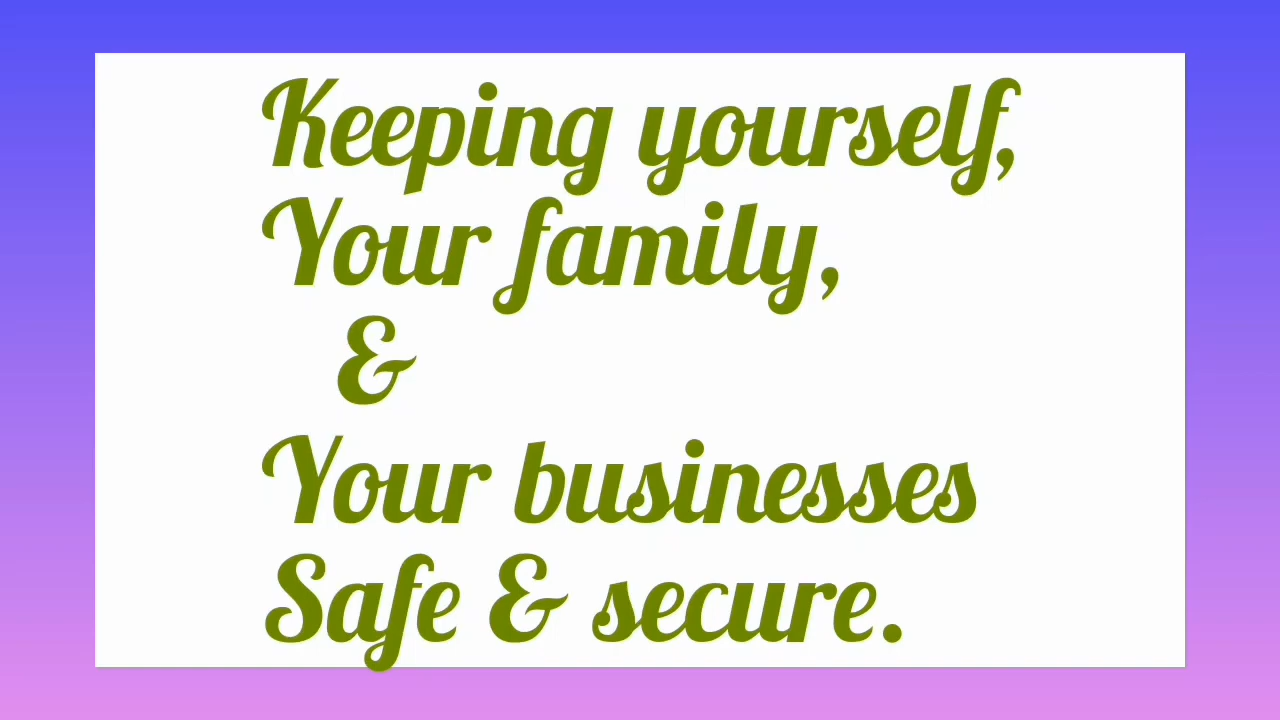 Keeping yourself,
Your family,
&
Your businesses
Safe & secure.